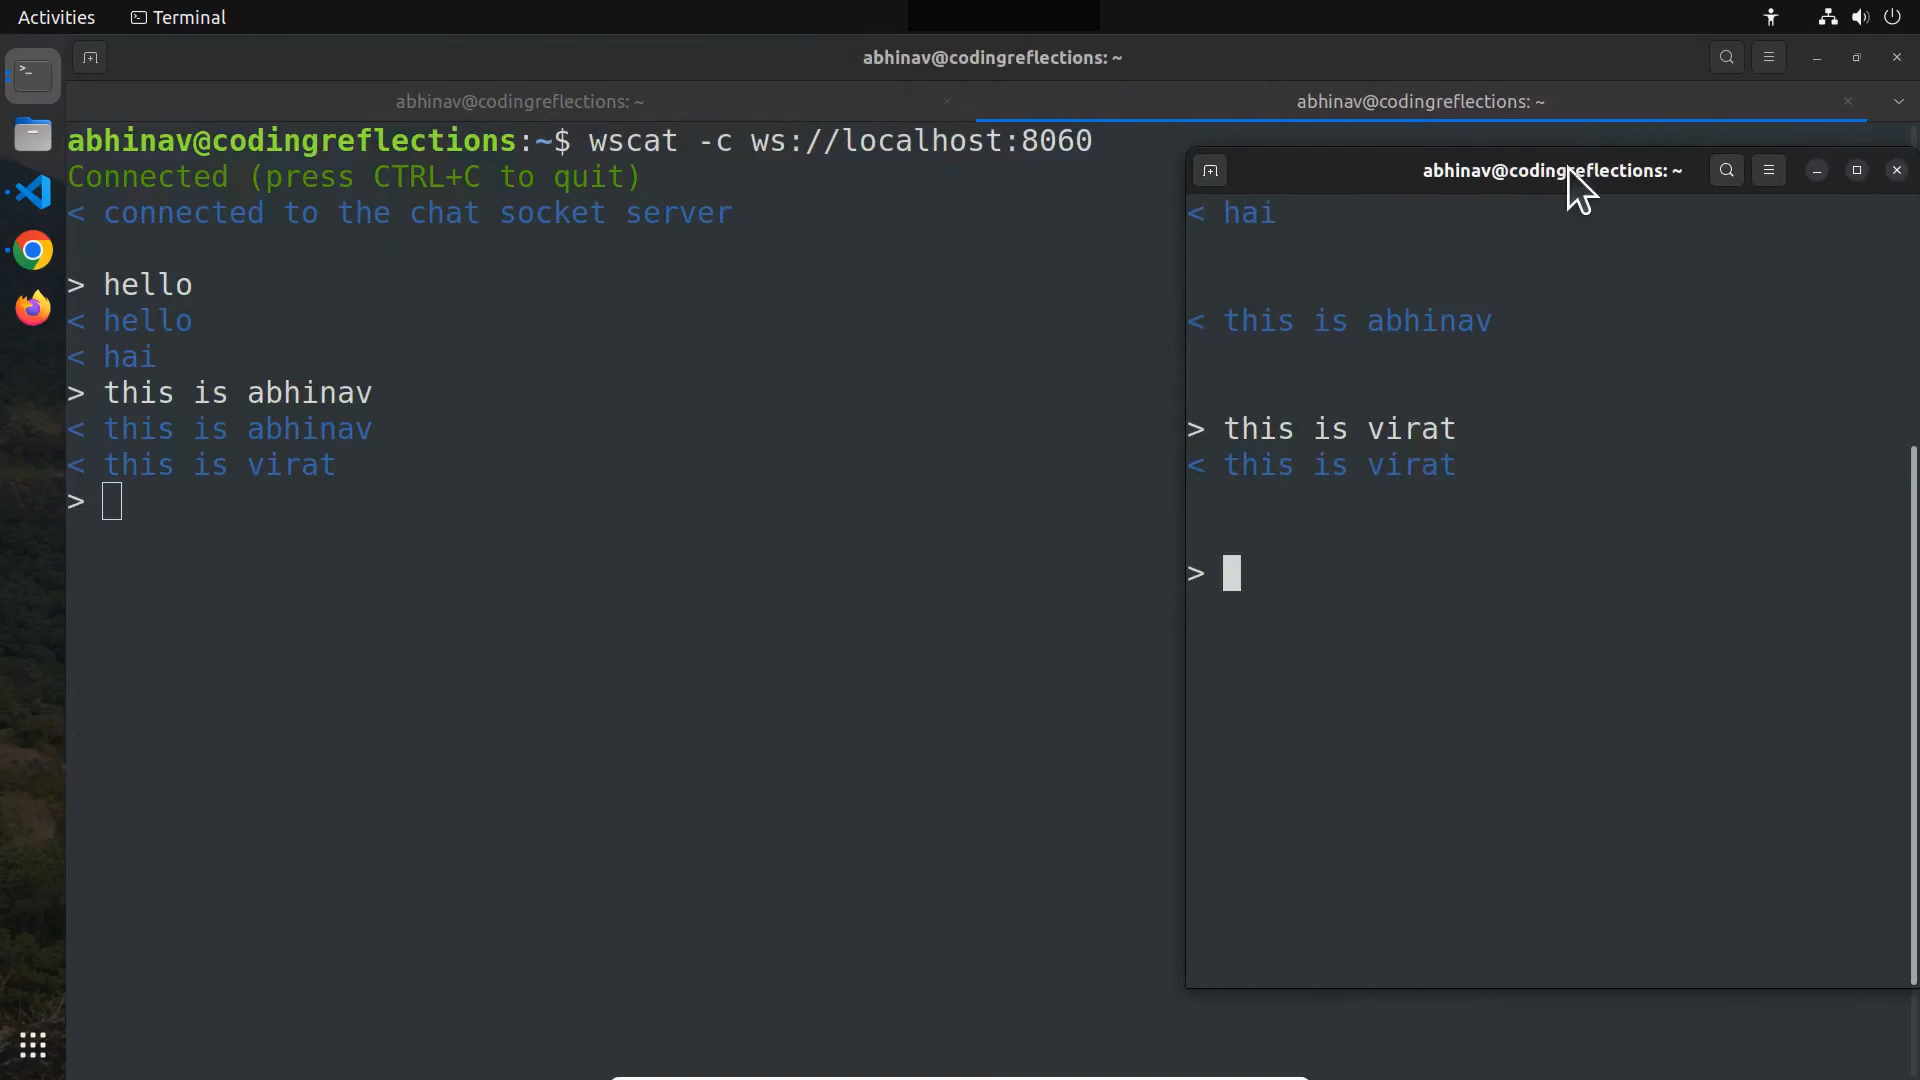 Activities
Terminal
abhinav@codingreflections: ~
abhinav@codingreflections: ~
abhinav@codingreflections: ~
abhinav@codingreflections:~$ wscat -c ws://localhost:8060
Connected (press CTRL+C to quit)
< connected to the chat socket server
> hello
< hello
< hai
> this is abhinav
< this is abhinav
< this is virat
>
abhinav@codingreflections: ~
< hai
< this is abhinav
> this is virat
< this is virat
>